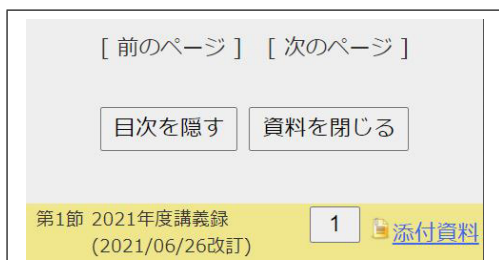 [ 前のページ ] [ 次のページ ]
目次を隠す 資料を閉じる
第1節 2021年度講義録 1 添付資料
(2021/06/26改訂)